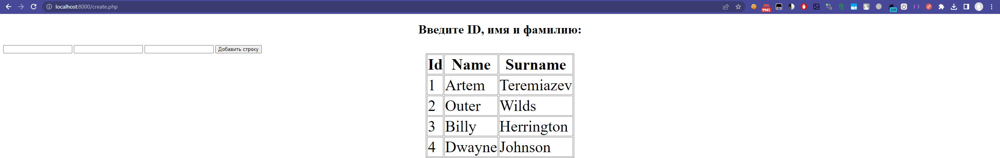 localhost:8000/create.php
9945
Off
Введите ID, имя и фамилию:
Добавить строку
Id Name Surname
1 Artem Teremiazev
2 Outer Wilds
3 Billy Herrington
4 Dwayne Johnson